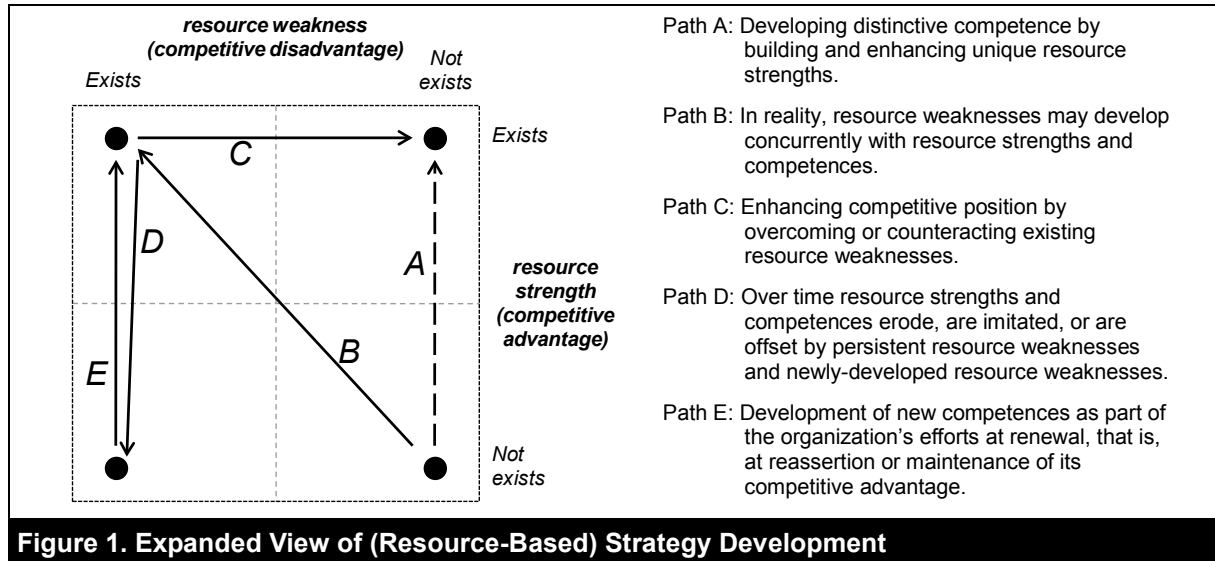 resource weakness
(competitive disadvantage)
Exists
Not
exists
Exists
C
D
A
resource
strength
(competitive
advantage)
B
E
Not
exists
Path A: Developing distinctive competence by
building and enhancing unique resource
strengths.
Path B: In reality, resource weaknesses may develop
concurrently with resource strengths and
competences.
Path C: Enhancing competitive position by
overcoming or counteracting existing
resource weaknesses.
Path D: Over time resource strengths and
competences erode, are imitated, or are
offset by persistent resource weaknesses
and newly-developed resource weaknesses.
Path E: Development of new competences as part of
the organization’s efforts at renewal, that is,
at reassertion or maintenance of its
competitive advantage.
Figure 1. Expanded View of (Resource-Based) Strategy Development